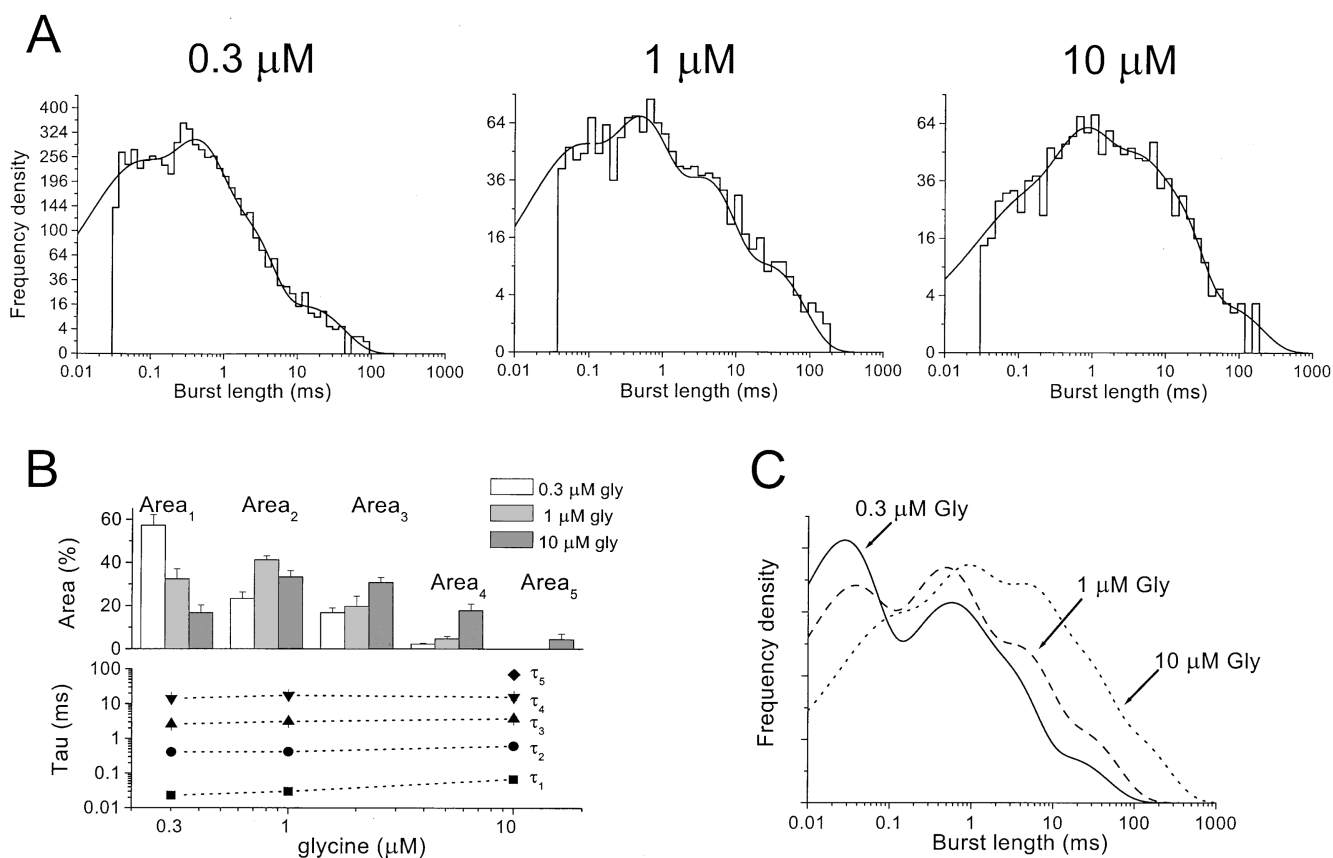 A
0.3 μM
1 μM
10 μM
Frequency density
400
324
256
196
144
100
64
36
16
4
0
0.01 0.1 1 10 100 1000
Burst length (ms)
64
36
16
4
0
0.01 0.1 1 10 100 1000
Burst length (ms)
64
36
16
4
0
0.01 0.1 1 10 100 1000
Burst length (ms)
B
Area (%)
60
40
20
0
Area1
Area2
Area3
Area4
Area5
0.3 μM gly
1 μM gly
10 μM gly
Tau (ms)
100
10
1
0.1
0.01
τ5
τ4
τ3
τ2
τ1
0.3 1 10
glycine (μM)
C
Frequency density
0.3 μM Gly
1 μM Gly
10 μM Gly
0.01 0.1 1 10 100 1000
Burst length (ms)